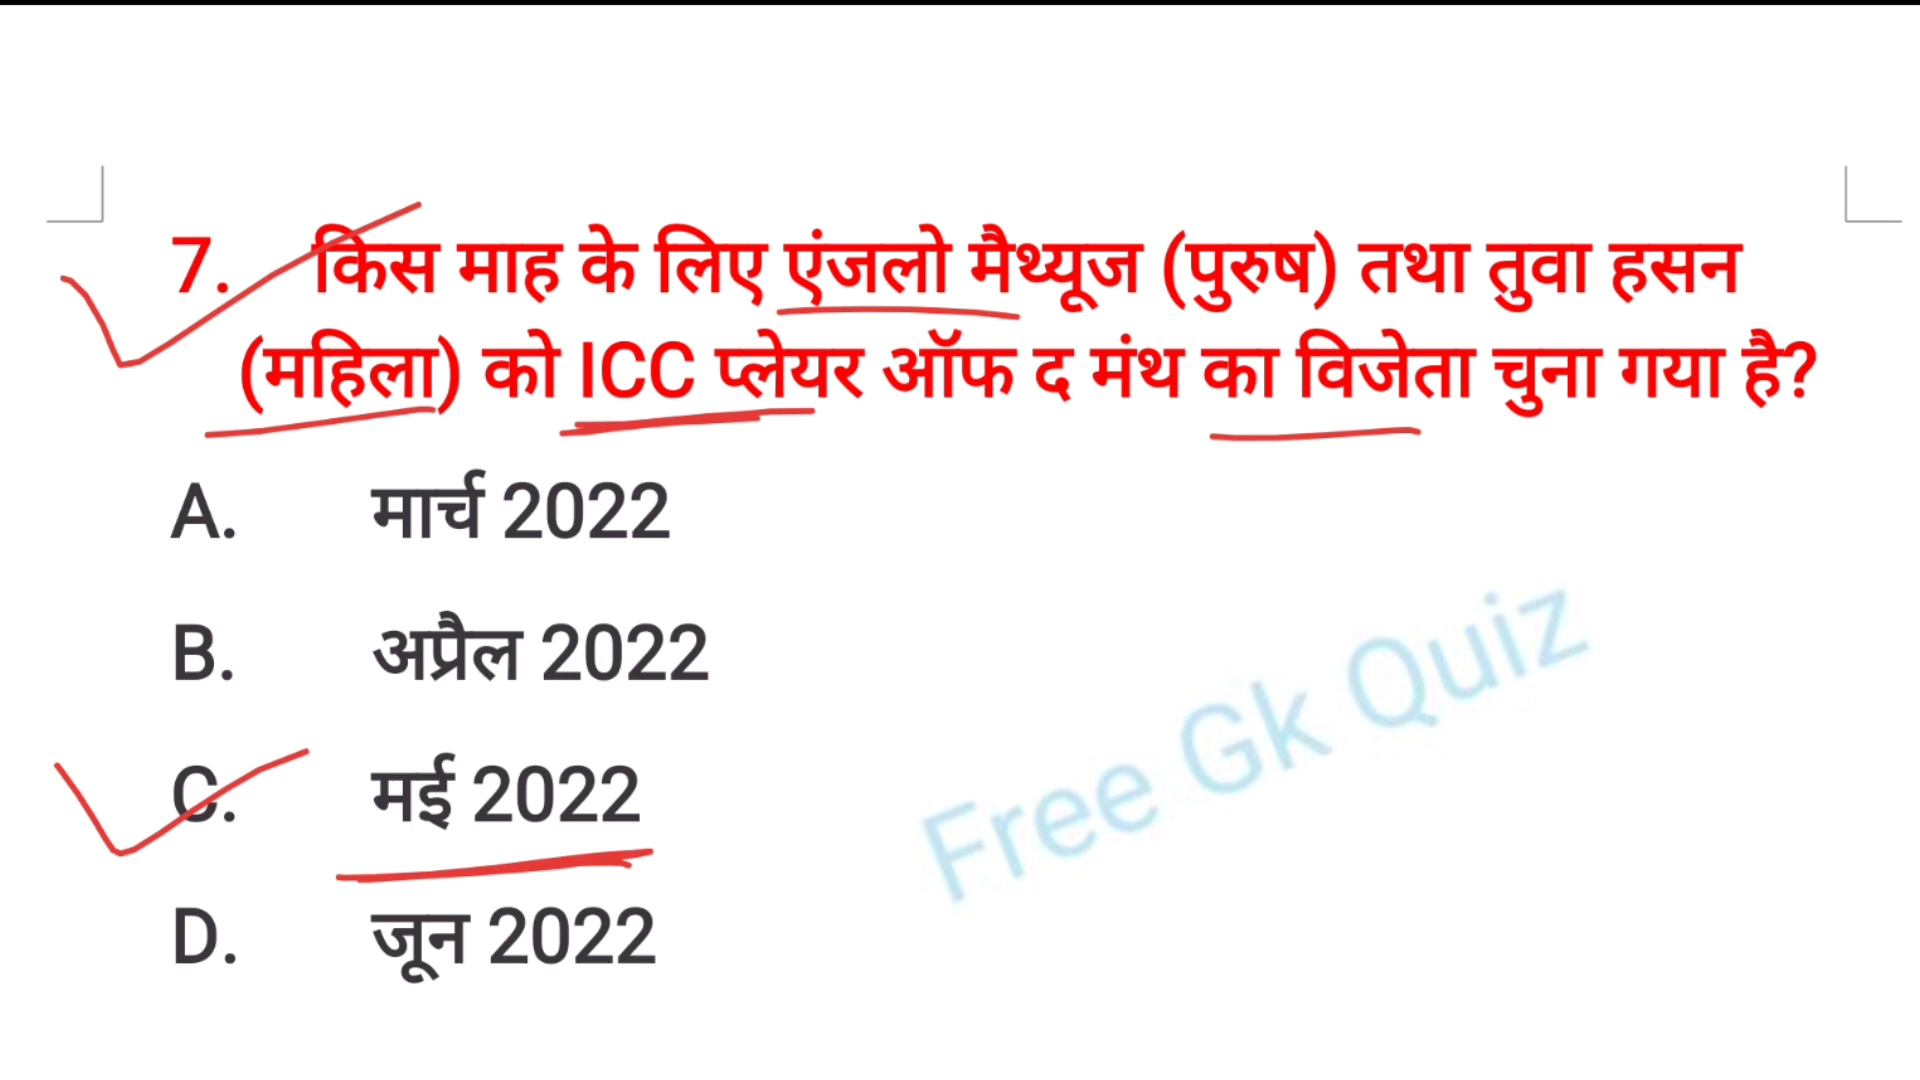 7. किस माह के लिए एंजलो मैथ्यूज (पुरुष) तथा तुवा हसन
(महिला) को ICC प्लेयर ऑफ द मंथ का विजेता चुना गया है?
A. मार्च 2022
B. अप्रैल 2022
C. मई 2022
D. जून 2022
Free Gk Quiz